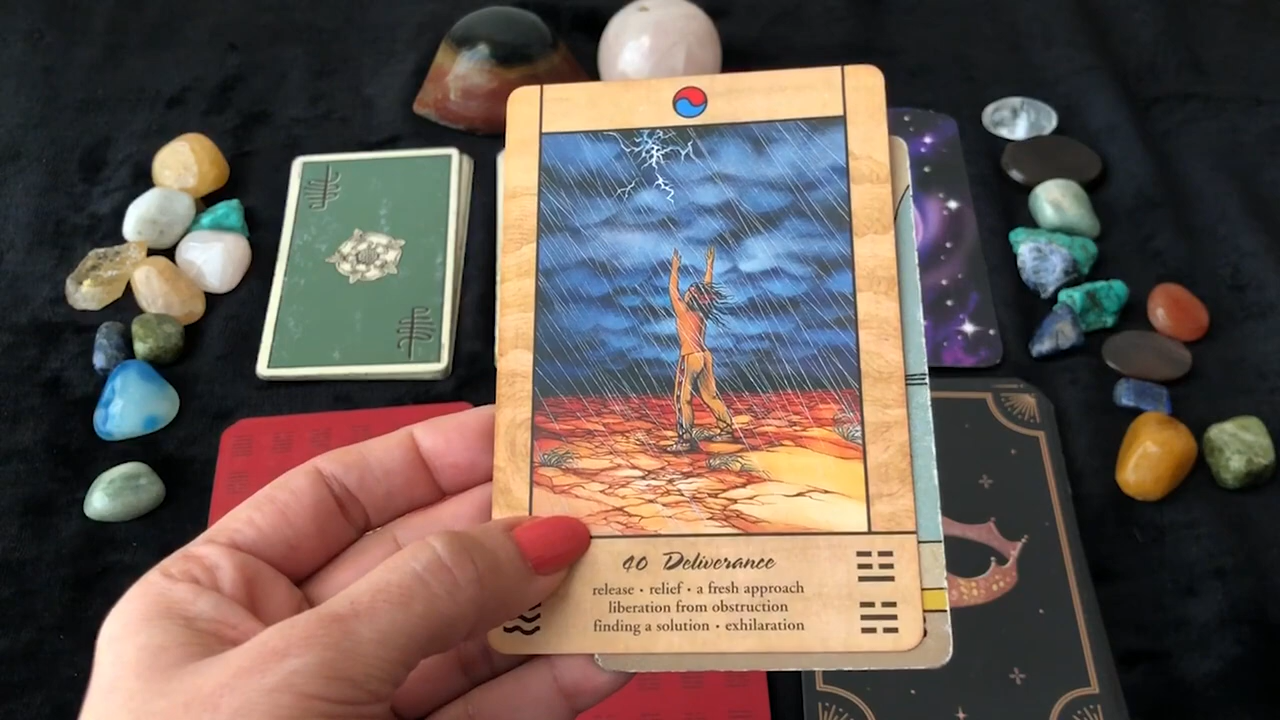 40 Deliverance
release • relief • a fresh approach
liberation from obstruction
finding a solution • exhilaration